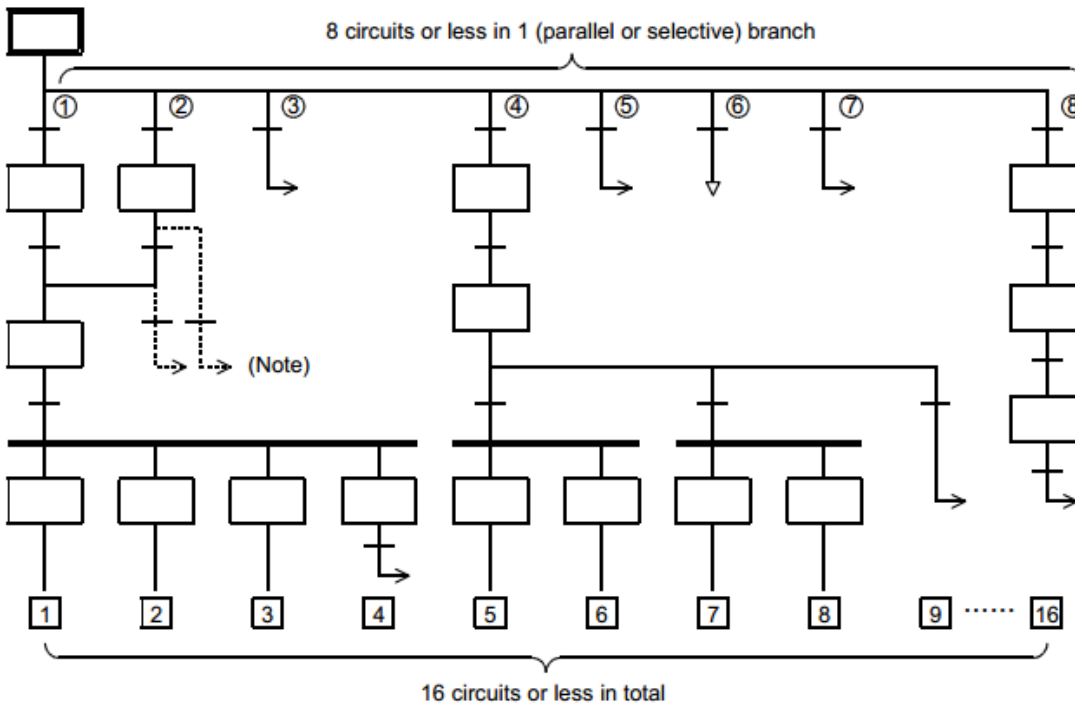 8 circuits or less in 1 (parallel or selective) branch
① ② ③ ④ ⑤ ⑥ ⑦ ⑧
(Note)
1 2 3 4 5 6 7 8 9 ...... 16
16 circuits or less in total